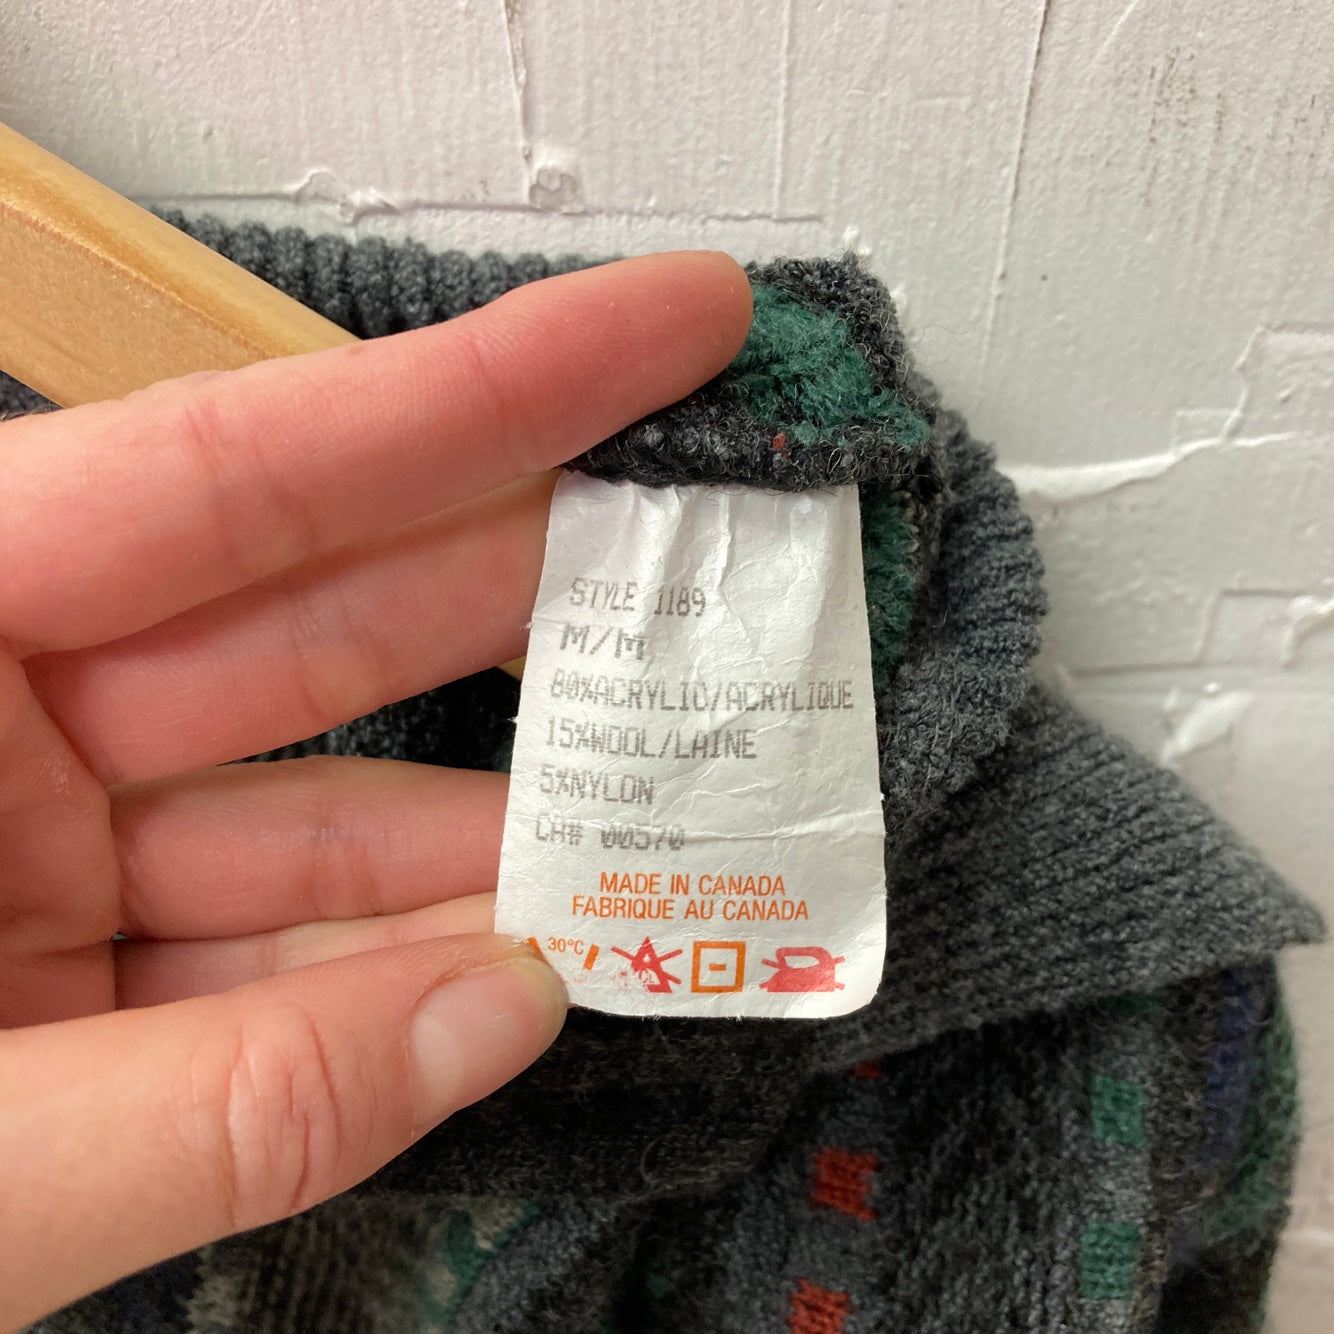 STYLE 1189
M/M
80%ACRYLIC/ACRYLIQUE
15%WOOL/LAINE
5%NYLON
CA# 00570
MADE IN CANADA
FABRIQUE AU CANADA
30°C